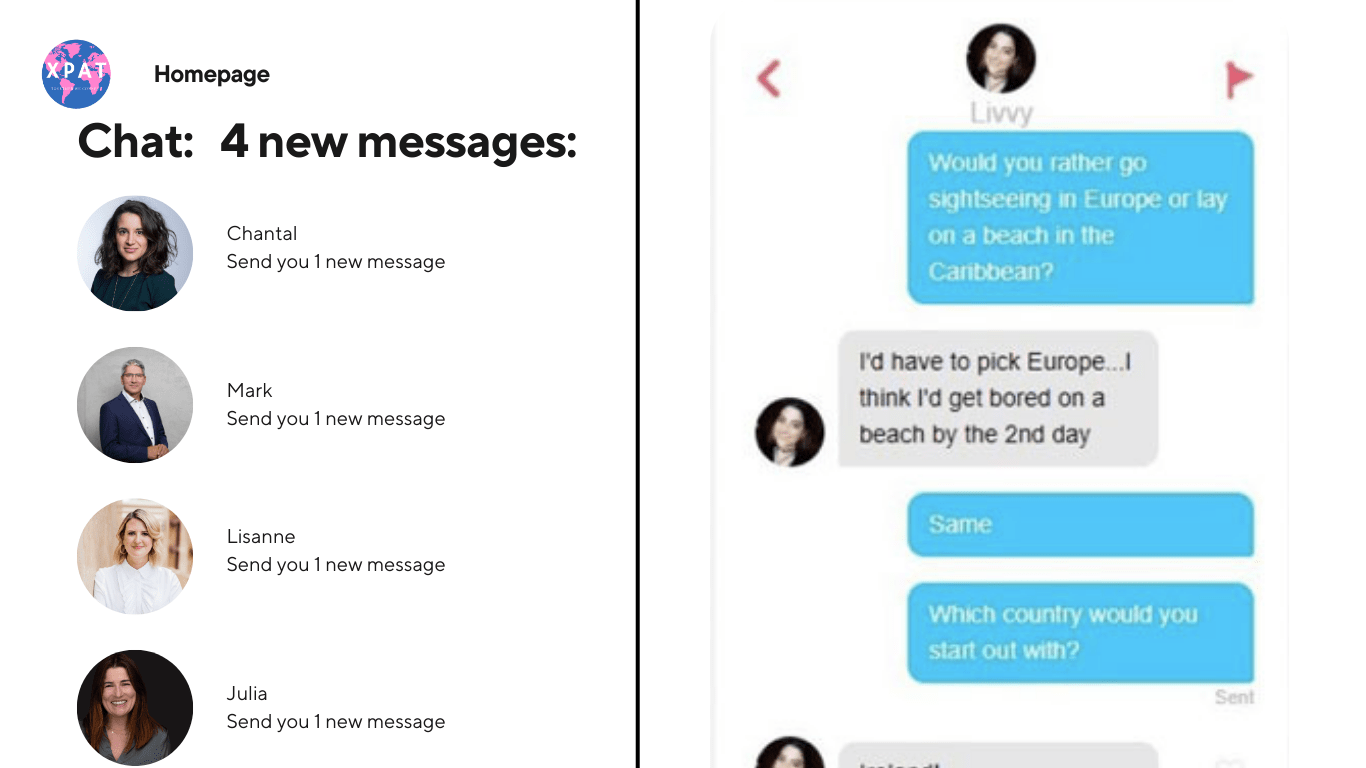 XPAT
Homepage
Chat: 4 new messages:
Chantal
Send you 1 new message
Mark
Send you 1 new message
Lisanne
Send you 1 new message
Julia
Send you 1 new message
Livvy
Would you rather go
sightseeing in Europe or lay
on a beach in the
Caribbean?
I'd have to pick Europe...I
think I'd get bored on a
beach by the 2nd day
Same
Which country would you
start out with?
Sent